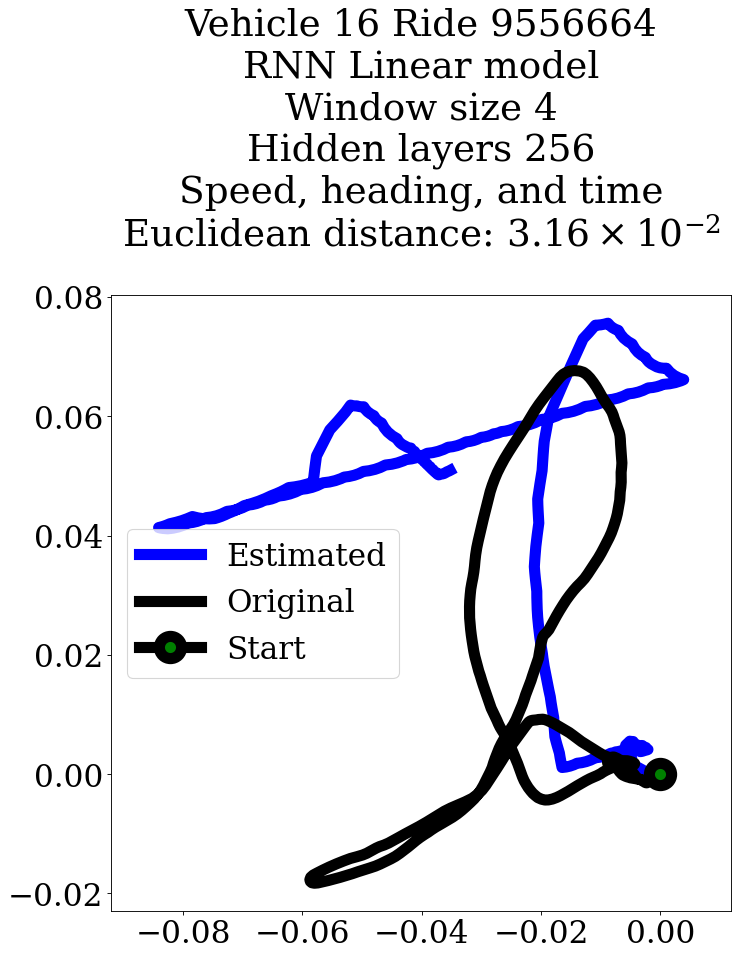 Vehicle 16 Ride 9556664
RNN Linear model
Window size 4
Hidden layers 256
Speed, heading, and time
Euclidean distance: 3.16 × 10⁻²
0.08
0.06
0.04
0.02
0.00
−0.02
Estimated
Original
Start
−0.08
−0.06
−0.04
−0.02
0.00